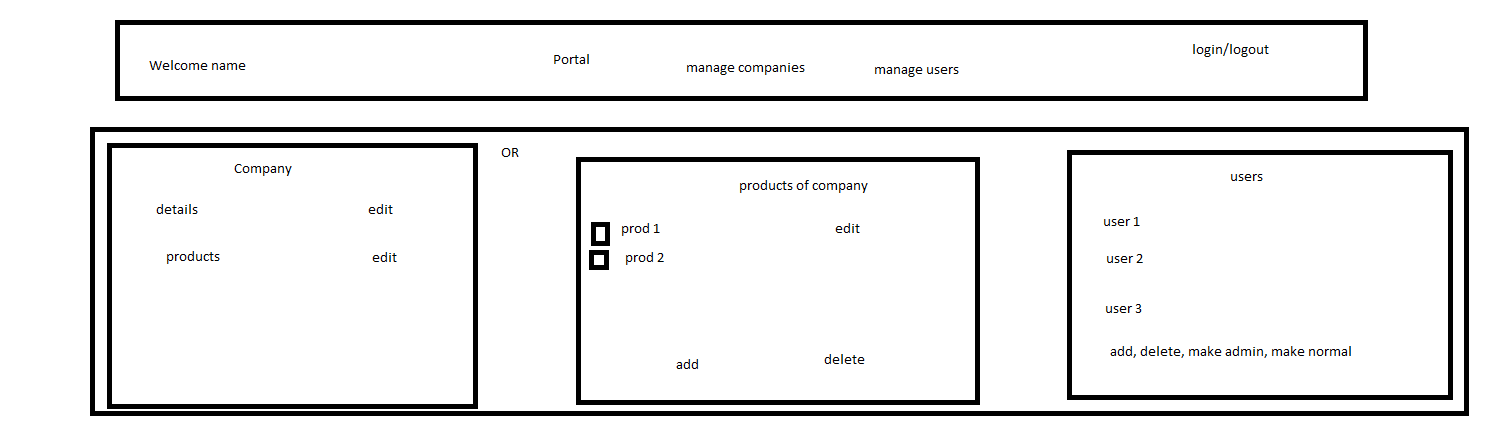 Welcome name
Portal
manage companies
manage users
login/logout
Company
details
edit
products
edit
OR
products of company
prod 1
edit
prod 2
add
delete
users
user 1
user 2
user 3
add, delete, make admin, make normal